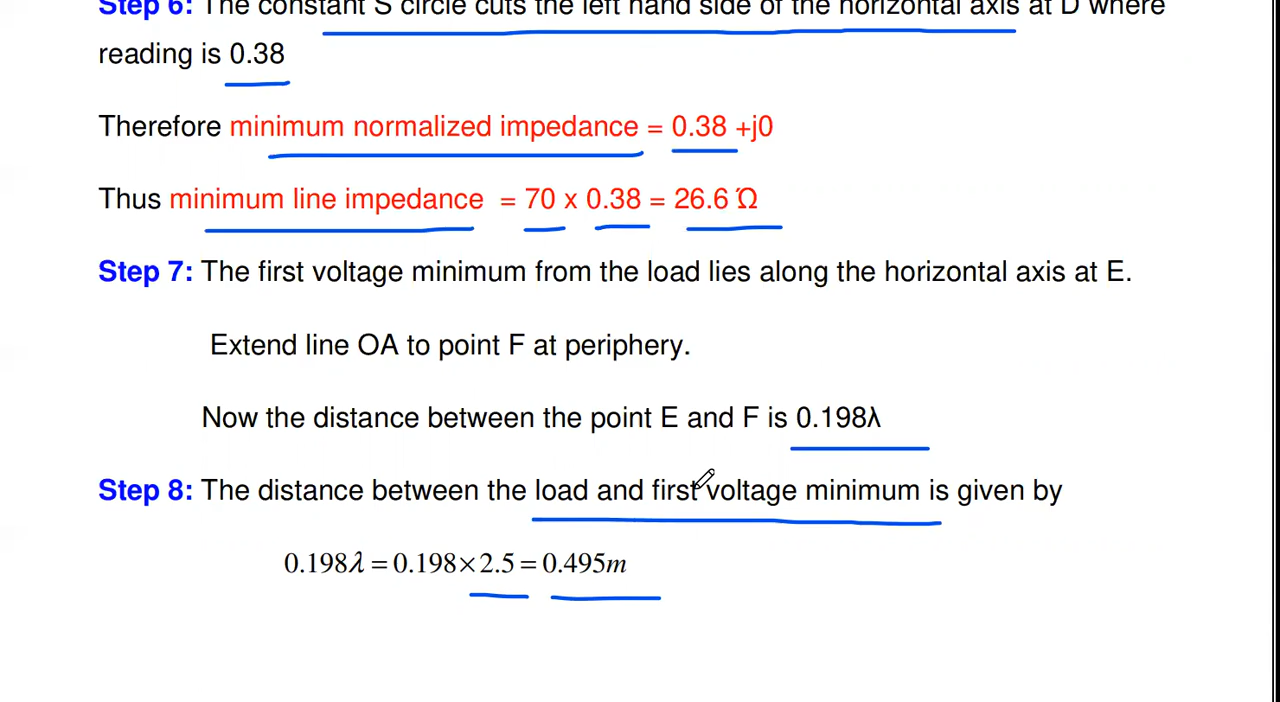 Step 6: The constant S circle cuts the left hand side of the horizontal axis at D where
reading is 0.38
Therefore minimum normalized impedance = 0.38 +j0
Thus minimum line impedance = 70 x 0.38 = 26.6 Ω
Step 7: The first voltage minimum from the load lies along the horizontal axis at E.
Extend line OA to point F at periphery.
Now the distance between the point E and F is 0.198λ
Step 8: The distance between the load and first voltage minimum is given by
0.198λ = 0.198×2.5 = 0.495m